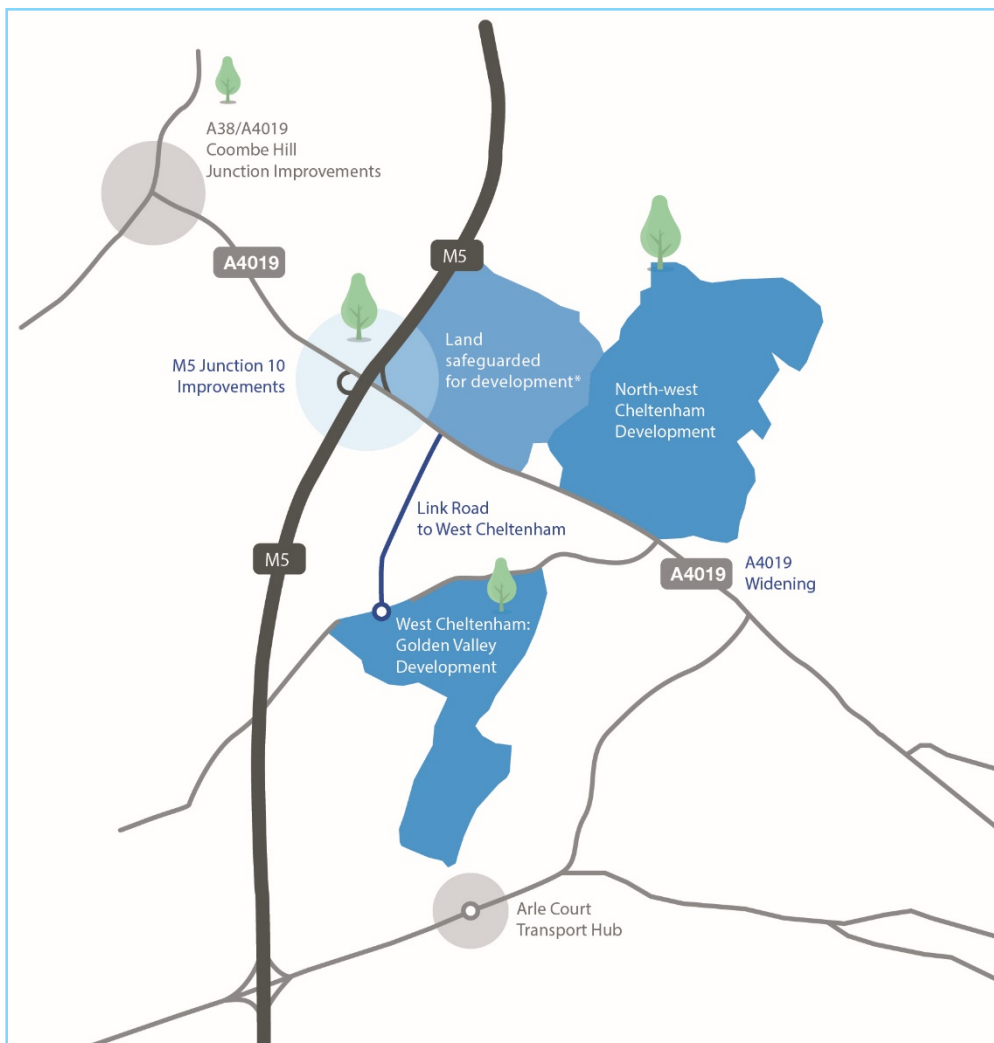 A38/A4019
Coombe Hill
Junction Improvements
A4019
M5
M5 Junction 10
Improvements
Land
safeguarded
for development*
North-west
Cheltenham
Development
Link Road
to West Cheltenham
M5
A4019
A4019
Widening
West Cheltenham:
Golden Valley
Development
Arle Court
Transport Hub